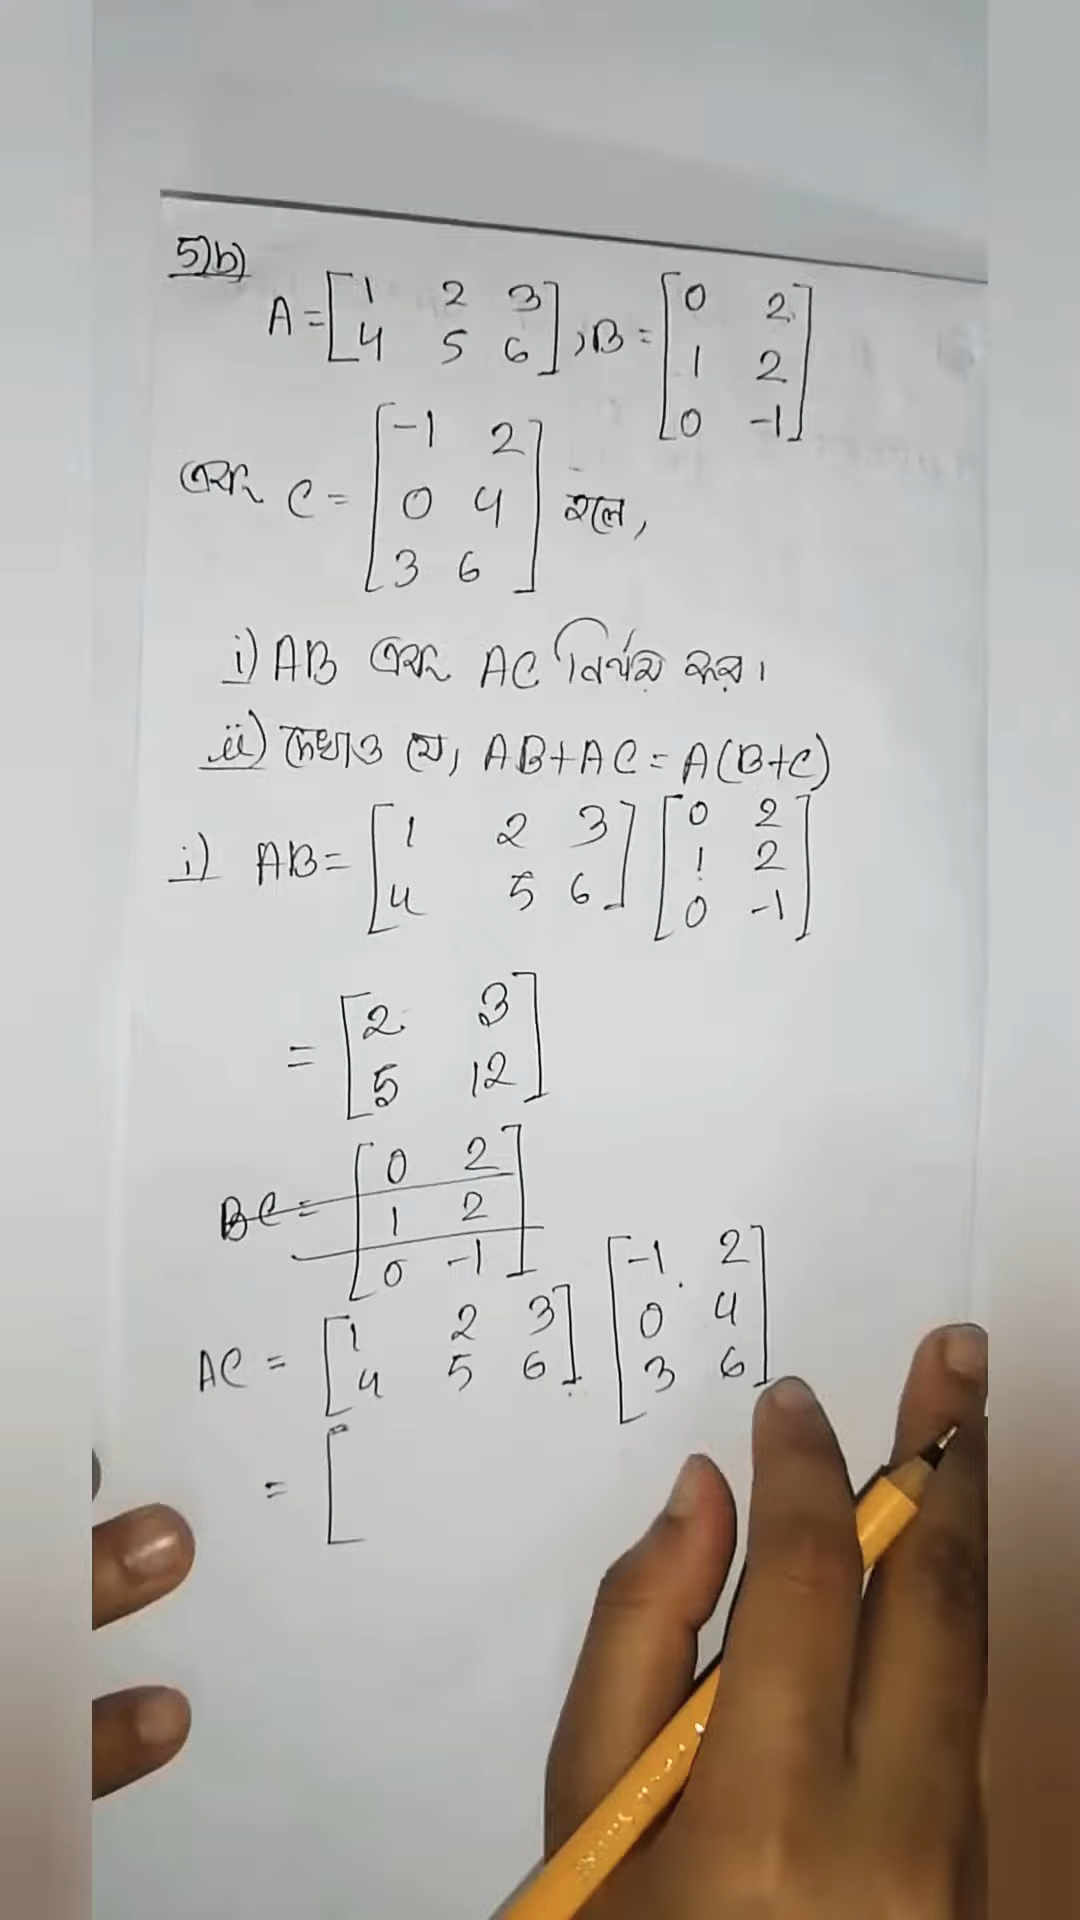 5)b)
A = [1 2 3; 4 5 6], B = [0 2; 1 2; 0 -1]
এবং C = [-1 2; 0 4; 3 6] হলে,
i) AB এবং AC নির্ণয় কর।
ii) দেখাও যে, AB+AC = A(B+C)
i) AB = [1 2 3; 4 5 6] [0 2; 1 2; 0 -1]
= [2 3; 5 12]
BC = [0 2; 1 2; 0 -1]
AC = [1 2 3; 4 5 6] [-1 2; 0 4; 3 6]
= [